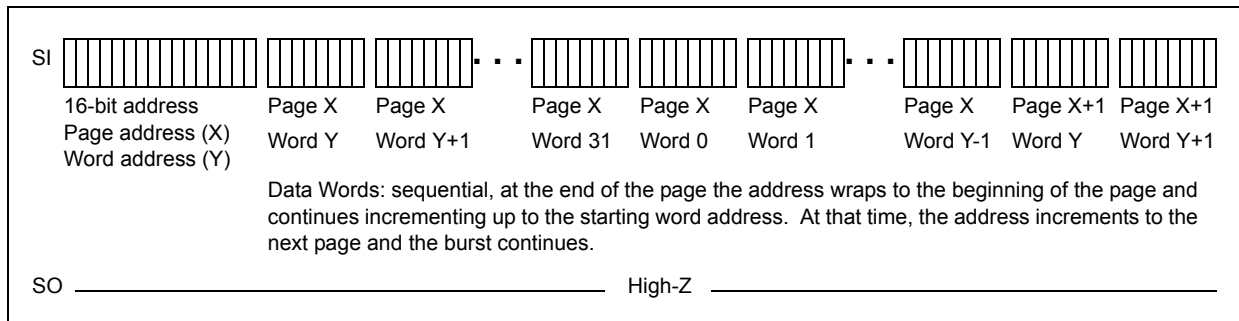 SI
16-bit address
Page address (X)
Word address (Y)
Page X
Word Y
Page X
Word Y+1
. . .
Page X
Word 31
Page X
Word 0
Page X
Word 1
. . .
Page X
Word Y-1
Page X+1
Word Y
Page X+1
Word Y+1
Data Words: sequential, at the end of the page the address wraps to the beginning of the page and
continues incrementing up to the starting word address.  At that time, the address increments to the
next page and the burst continues.
SO
High-Z